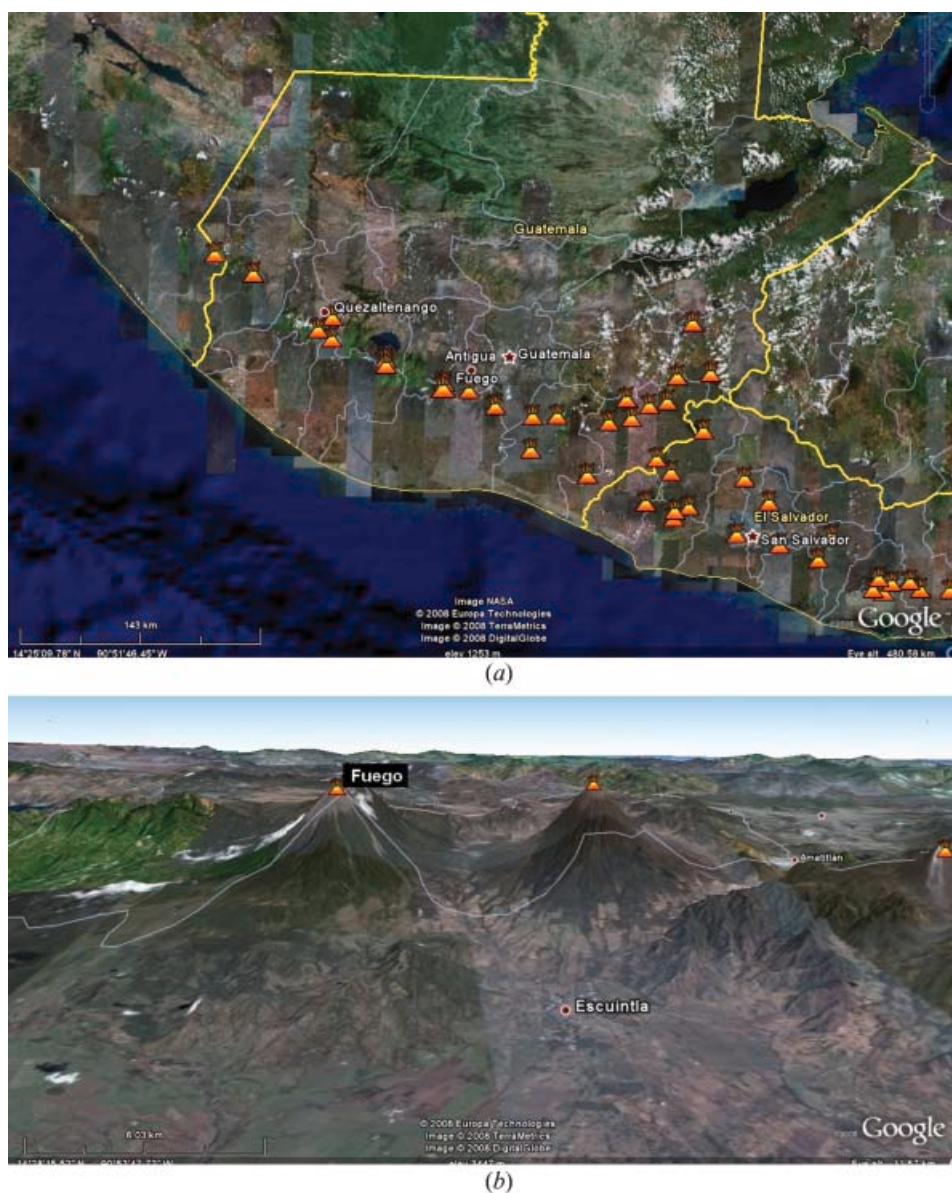 Guatemala
Quezaltenango
Antigua
Guatemala
Fuego
El Salvador
San Salvador
Image NASA
© 2008 Europa Technologies
Image © 2008 TerraMetrics
Image © 2008 DigitalGlobe
Google
143 km
14°25'09.78" N 90°51'46.45" W
elev 1253 m
Eye alt 480.58 km
(a)
Fuego
Amatitlan
Escuintla
© 2008 Europa Technologies
Image © 2008 TerraMetrics
Image © 2008 DigitalGlobe
Google
6.03 km
(b)